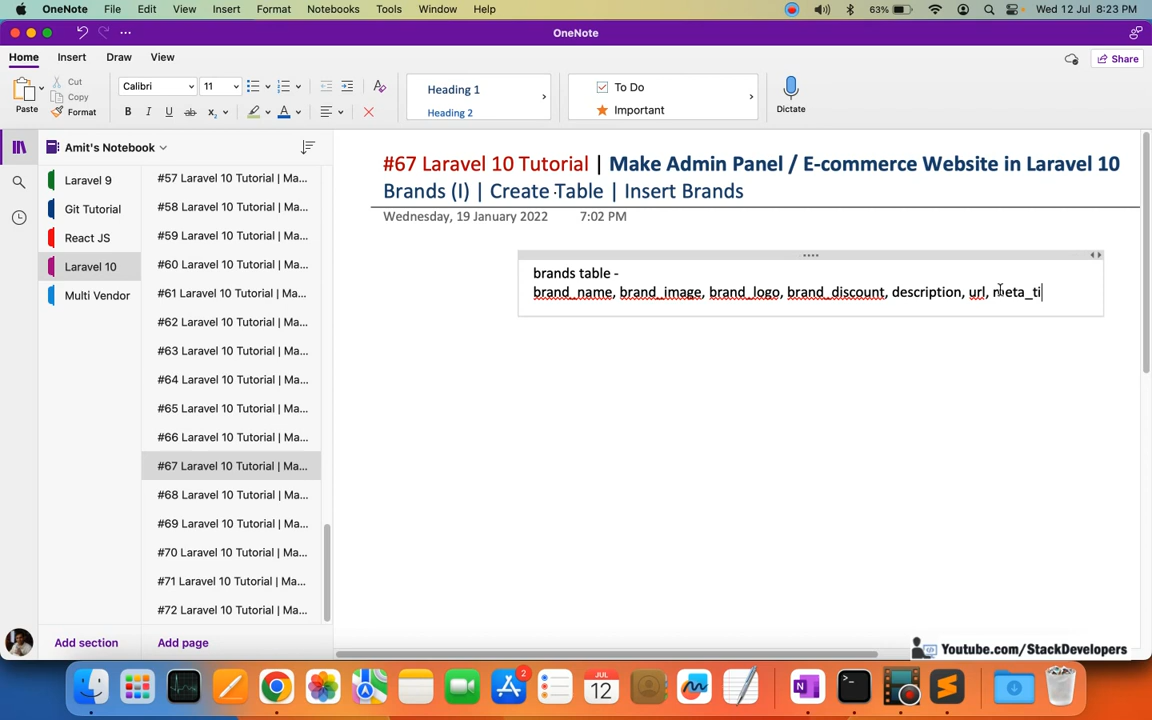 OneNote File Edit View Insert Format Notebooks Tools Window Help 63% Wed 12 Jul 8:23 PM
OneNote
Home Insert Draw View
Share
Paste
Cut
Copy
Format
Calibri 11
Heading 1
Heading 2
To Do
Important
Dictate
Amit's Notebook
Laravel 9
Git Tutorial
React JS
Laravel 10
Multi Vendor
Add section
#57 Laravel 10 Tutorial | Ma...
#58 Laravel 10 Tutorial | Ma...
#59 Laravel 10 Tutorial | Ma...
#60 Laravel 10 Tutorial | Ma...
#61 Laravel 10 Tutorial | Ma...
#62 Laravel 10 Tutorial | Ma...
#63 Laravel 10 Tutorial | Ma...
#64 Laravel 10 Tutorial | Ma...
#65 Laravel 10 Tutorial | Ma...
#66 Laravel 10 Tutorial | Ma...
#67 Laravel 10 Tutorial | Ma...
#68 Laravel 10 Tutorial | Ma...
#69 Laravel 10 Tutorial | Ma...
#70 Laravel 10 Tutorial | Ma...
#71 Laravel 10 Tutorial | Ma...
#72 Laravel 10 Tutorial | Ma...
Add page
#67 Laravel 10 Tutorial | Make Admin Panel / E-commerce Website in Laravel 10
Brands (I) | Create Table | Insert Brands
Wednesday, 19 January 2022 7:02 PM
brands table -
brand_name, brand_image, brand_logo, brand_discount, description, url, meta_ti
Youtube.com/StackDevelopers
2
JUL
12